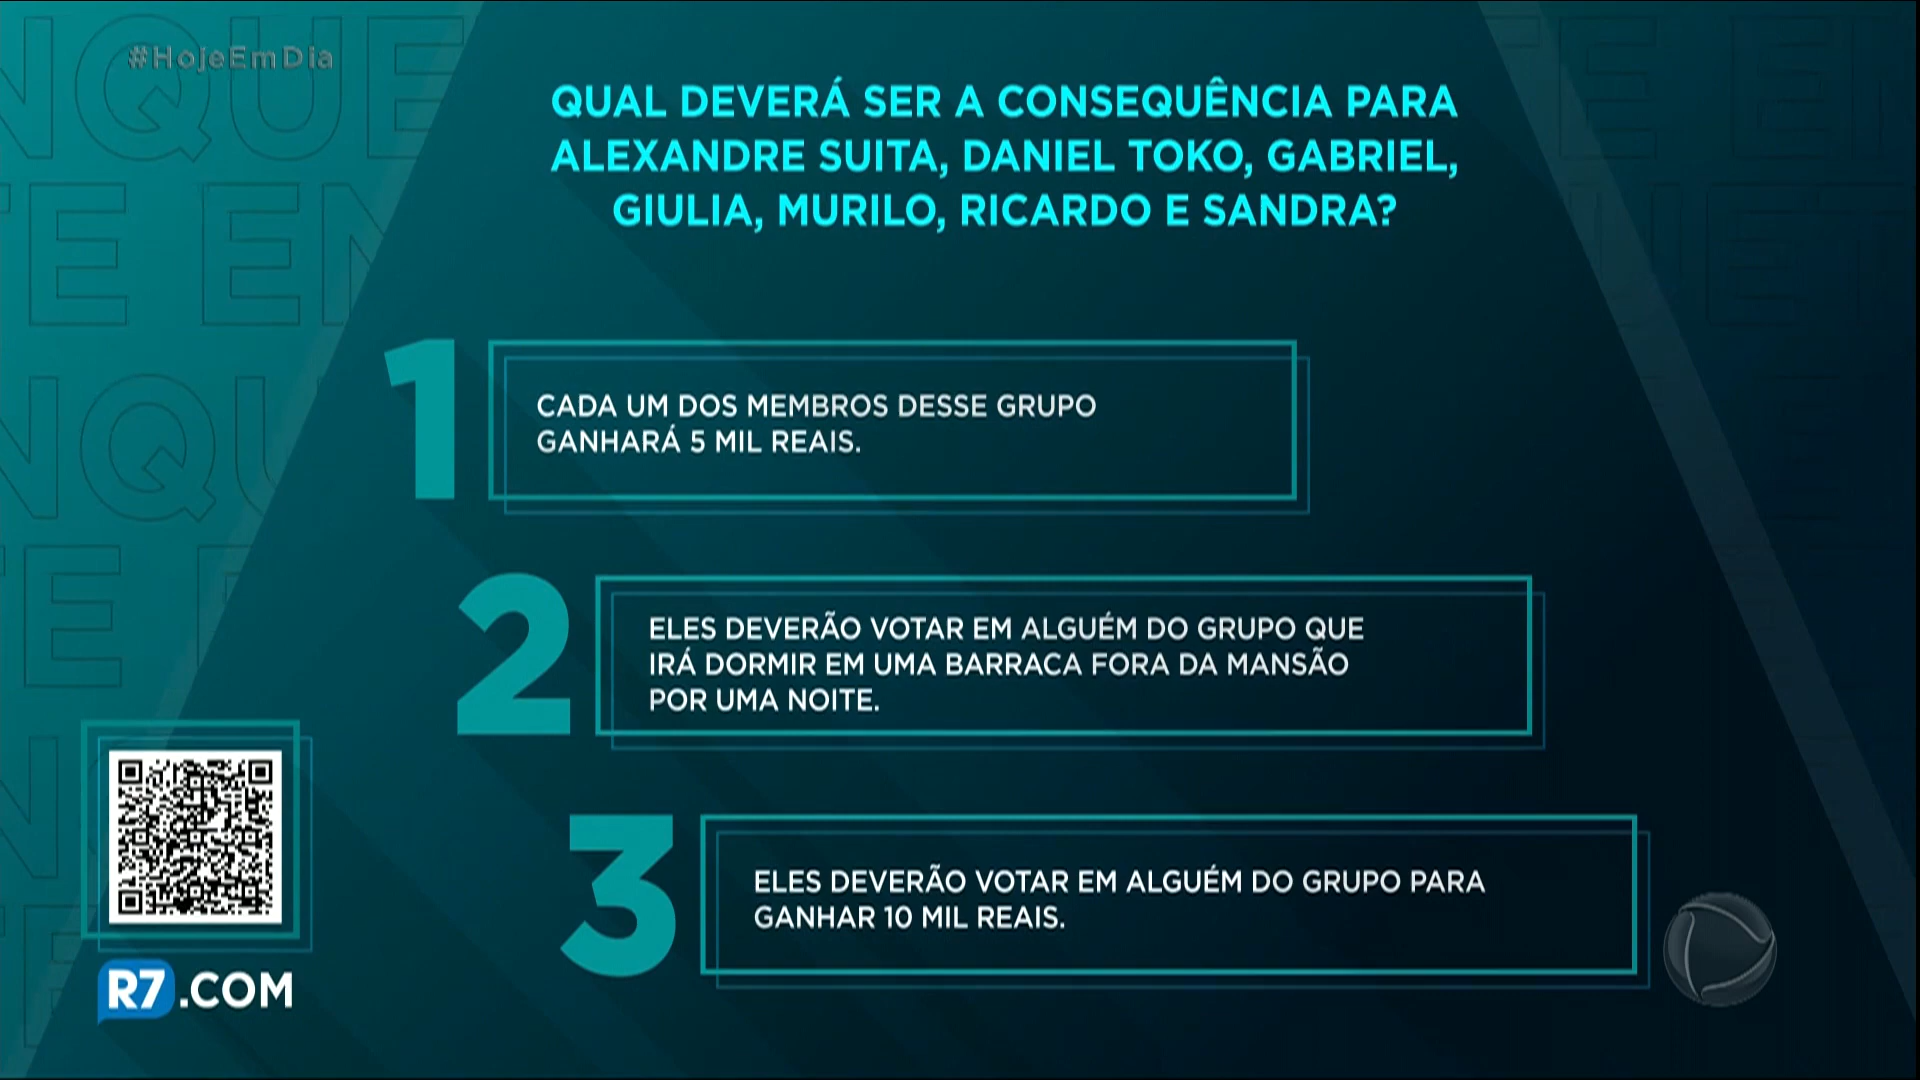 #HojeEmDia
QUAL DEVERÁ SER A CONSEQUÊNCIA PARA
ALEXANDRE SUITA, DANIEL TOKO, GABRIEL,
GIULIA, MURILO, RICARDO E SANDRA?
1
CADA UM DOS MEMBROS DESSE GRUPO
GANHARÁ 5 MIL REAIS.
2
ELES DEVERÃO VOTAR EM ALGUÉM DO GRUPO QUE
IRÁ DORMIR EM UMA BARRACA FORA DA MANSÃO
POR UMA NOITE.
3
ELES DEVERÃO VOTAR EM ALGUÉM DO GRUPO PARA
GANHAR 10 MIL REAIS.
R7.COM